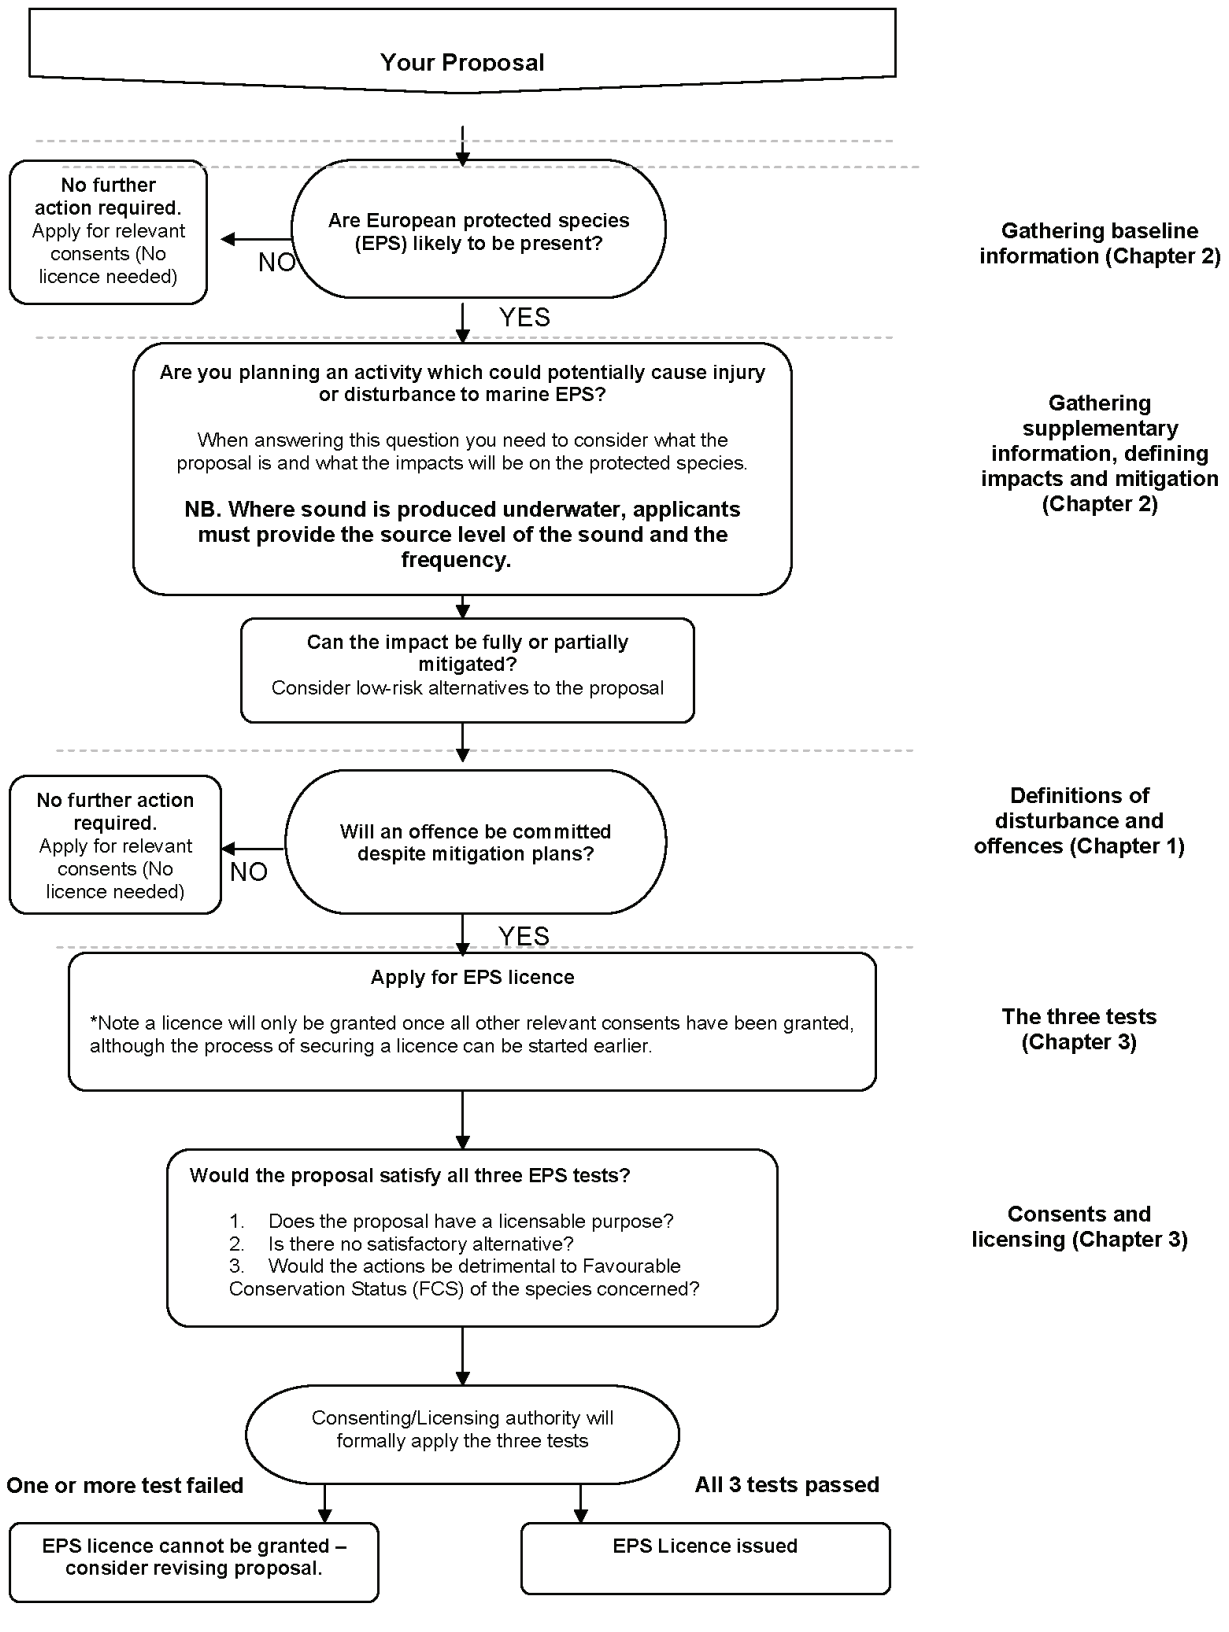 Your Proposal
No further
action required.
Apply for relevant
consents (No
licence needed)
Are European protected species
(EPS) likely to be present?
Gathering baseline
information (Chapter 2)
NO
YES
Are you planning an activity which could potentially cause injury
or disturbance to marine EPS?
When answering this question you need to consider what the
proposal is and what the impacts will be on the protected species.
NB. Where sound is produced underwater, applicants
must provide the source level of the sound and the
frequency.
Gathering
supplementary
information, defining
impacts and mitigation
(Chapter 2)
Can the impact be fully or partially
mitigated?
Consider low-risk alternatives to the proposal
No further action
required.
Apply for relevant
consents (No
licence needed)
Will an offence be committed
despite mitigation plans?
Definitions of
disturbance and
offences (Chapter 1)
NO
YES
Apply for EPS licence
*Note a licence will only be granted once all other relevant consents have been granted,
although the process of securing a licence can be started earlier.
The three tests
(Chapter 3)
Would the proposal satisfy all three EPS tests?
1. Does the proposal have a licensable purpose?
2. Is there no satisfactory alternative?
3. Would the actions be detrimental to Favourable
Conservation Status (FCS) of the species concerned?
Consents and
licensing (Chapter 3)
Consenting/Licensing authority will
formally apply the three tests
One or more test failed
All 3 tests passed
EPS licence cannot be granted –
consider revising proposal.
EPS Licence issued